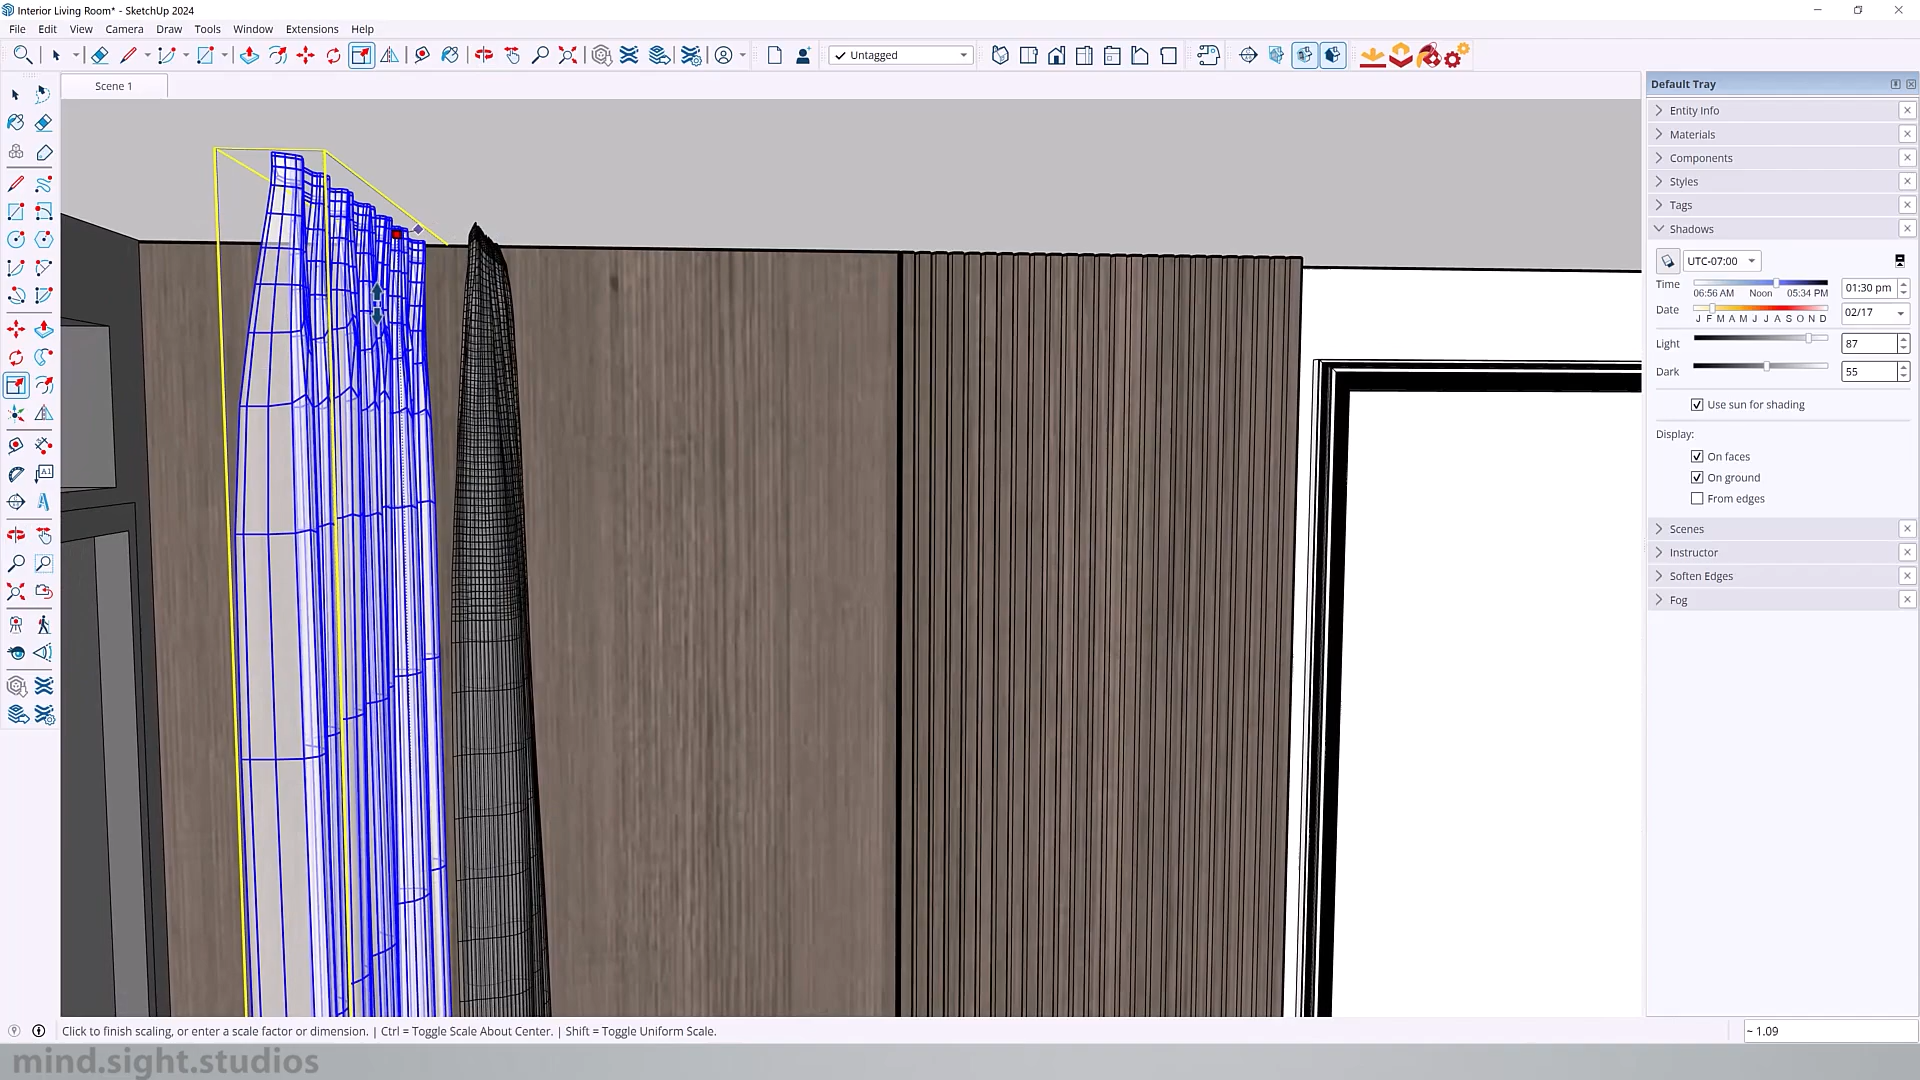 Interior Living Room* - SketchUp 2024
File Edit View Camera Draw Tools Window Extensions Help
Untagged
Scene 1
Default Tray
Entity Info
Materials
Components
Styles
Tags
Shadows
UTC-07:00
Time
06:56 AM Noon 05:34 PM
01:30 pm
Date
J F M A M J J A S O N D
02/17
Light
87
Dark
55
Use sun for shading
Display:
On faces
On ground
From edges
Scenes
Instructor
Soften Edges
Fog
A1
A
Click to finish scaling, or enter a scale factor or dimension. | Ctrl = Toggle Scale About Center. | Shift = Toggle Uniform Scale.
~ 1.09
mind.sight.studios